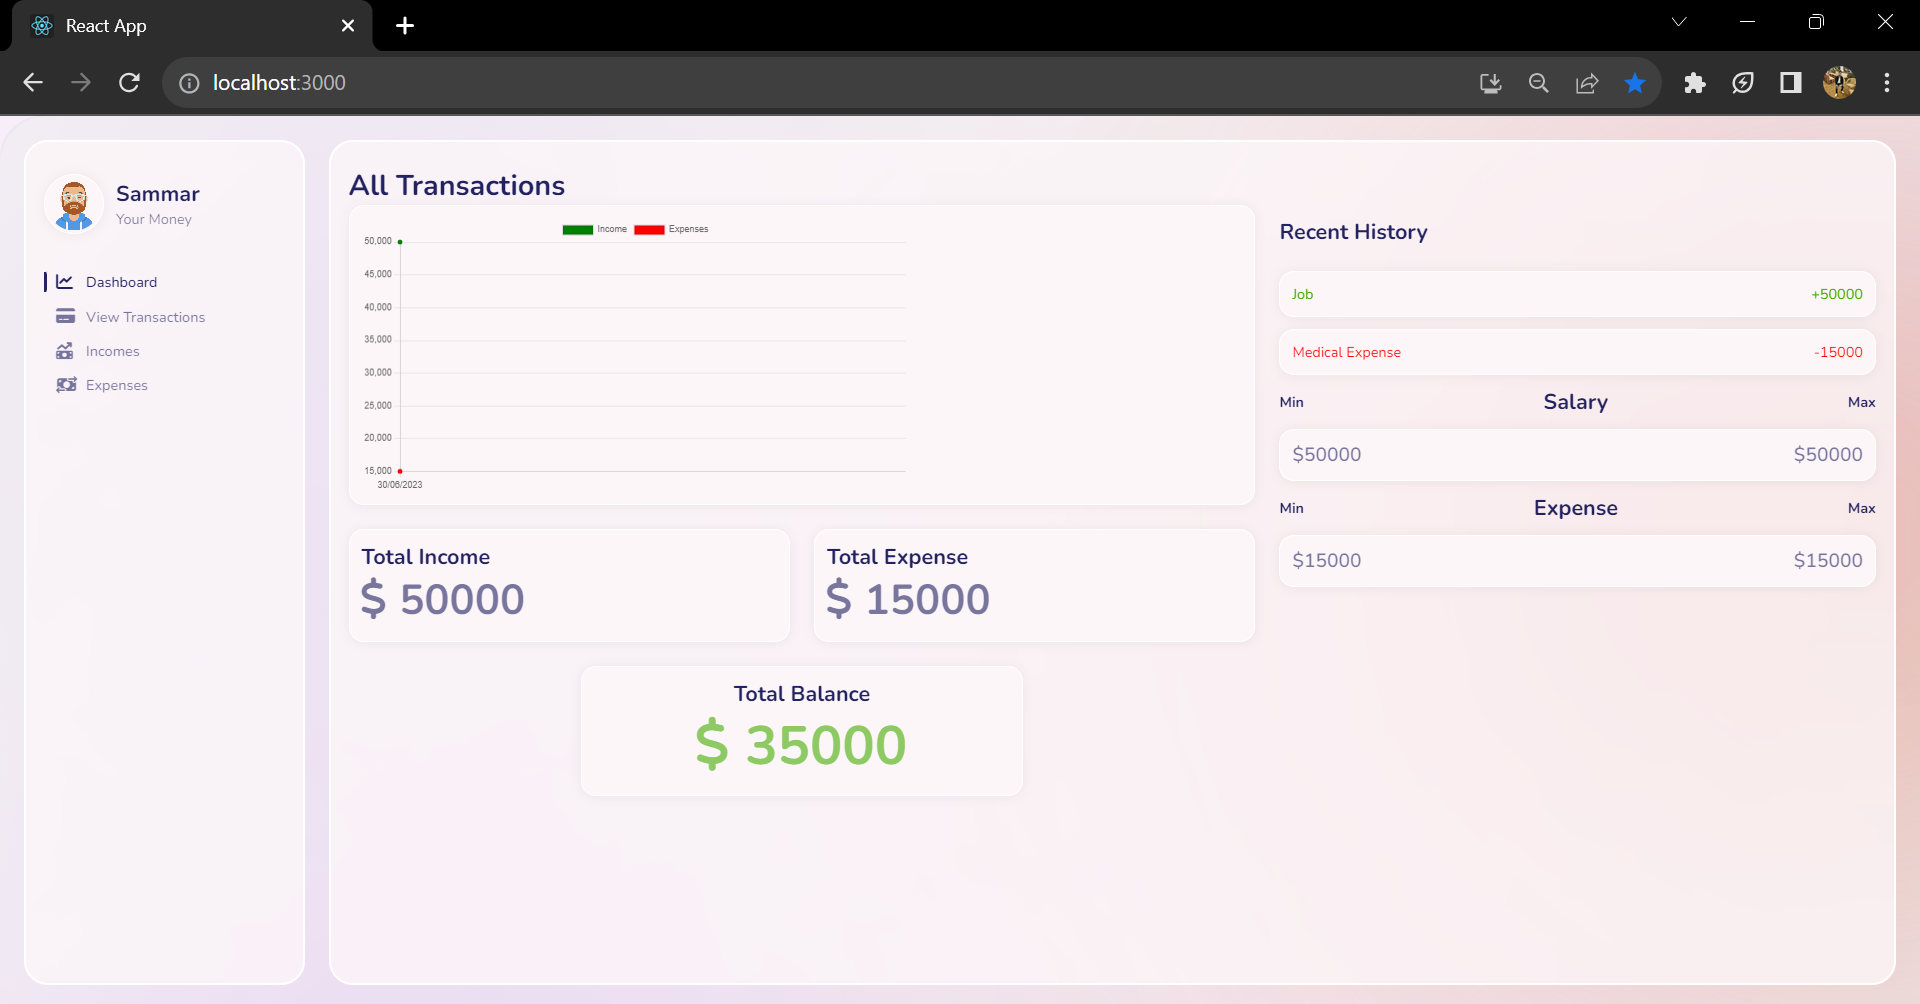 React App
localhost:3000
Sammar
Your Money
Dashboard
View Transactions
Incomes
Expenses
All Transactions
Income Expenses
50,000
45,000
40,000
35,000
30,000
25,000
20,000
15,000
30/06/2023
Total Income
$ 50000
Total Expense
$ 15000
Total Balance
$ 35000
Recent History
Job +50000
Medical Expense -15000
Min Salary Max
$50000 $50000
Min Expense Max
$15000 $15000